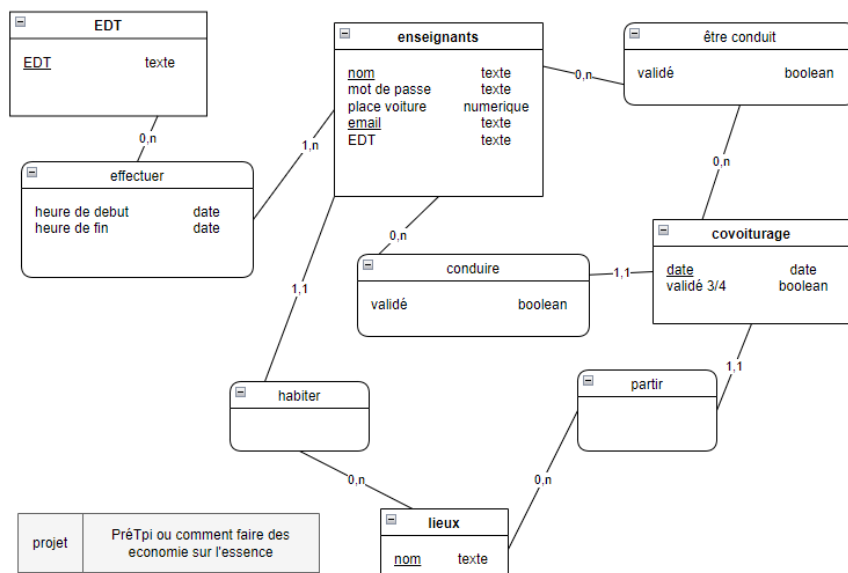 EDT
EDT texte
0,n
effectuer
heure de debut date
heure de fin date
1,n
enseignants
nom texte
mot de passe texte
place voiture numerique
email texte
EDT texte
0,n
être conduit
validé boolean
0,n
covoiturage
date date
validé 3/4 boolean
0,n
conduire
validé boolean
1,1
1,1
habiter
0,n
partir
1,1
0,n
lieux
nom texte
projet
PréTpi ou comment faire des
economie sur l'essence